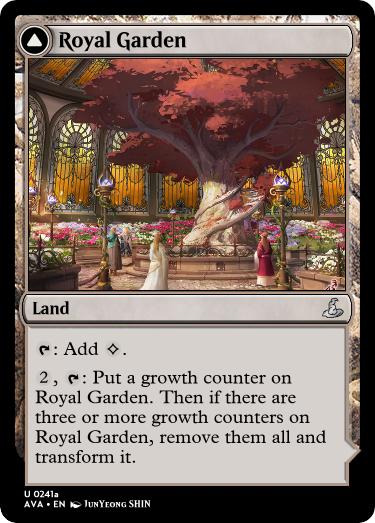 Royal Garden
Land
: Add .
2 , : Put a growth counter on
Royal Garden. Then if there are
three or more growth counters on
Royal Garden, remove them all and
transform it.
U 0241a
AVA • EN JunYeong SHIN